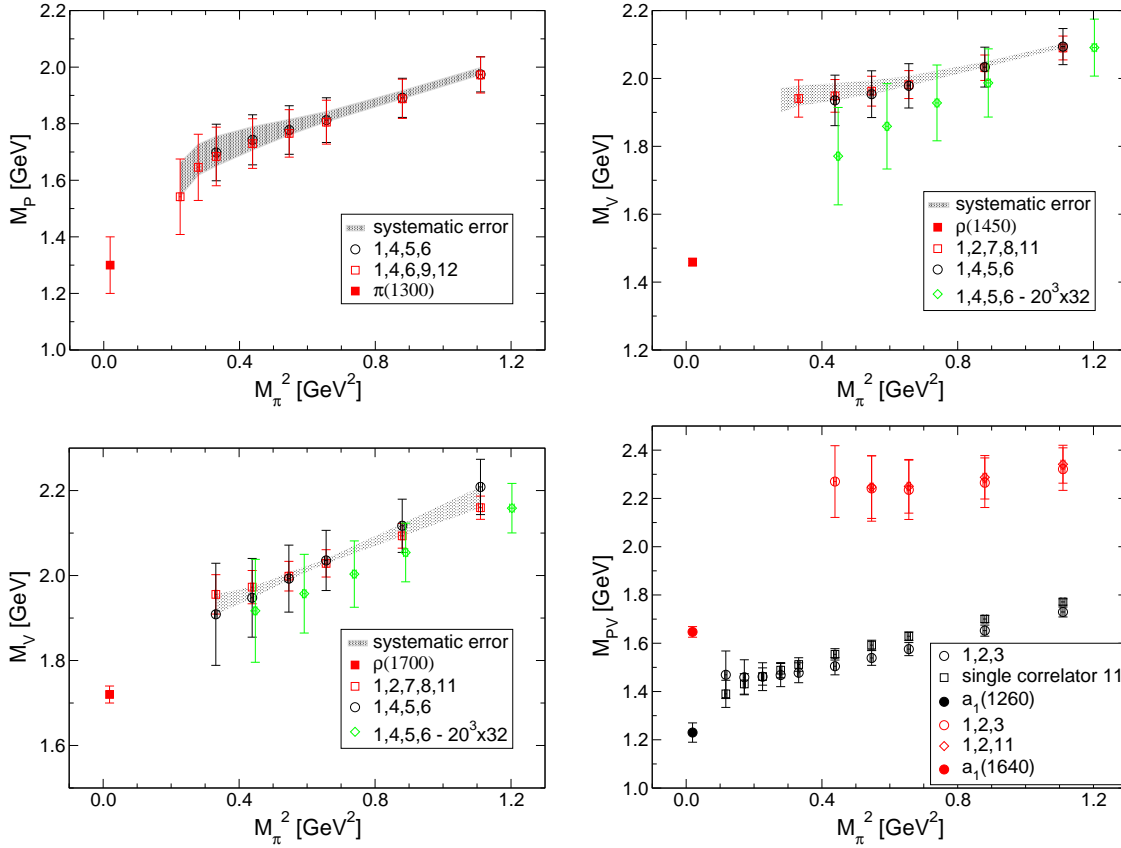 2.2
2.0
1.8
1.6
1.4
1.2
1.0
M_P [GeV]
systematic error
1,4,5,6
1,4,6,9,12
π(1300)
0.0 0.4 0.8 1.2
M_π^2 [GeV^2]
2.2
2.0
1.8
1.6
1.4
1.2
M_V [GeV]
systematic error
ρ(1450)
1,2,7,8,11
1,4,5,6
1,4,5,6 - 20^3x32
0.0 0.4 0.8 1.2
M_π^2 [GeV^2]
2.2
2.0
1.8
1.6
M_V [GeV]
systematic error
ρ(1700)
1,2,7,8,11
1,4,5,6
1,4,5,6 - 20^3x32
0.0 0.4 0.8 1.2
M_π^2 [GeV^2]
2.4
2.2
2.0
1.8
1.6
1.4
1.2
1.0
M_PV [GeV]
1,2,3
single correlator 11
a_1(1260)
1,2,3
1,2,11
a_1(1640)
0.0 0.4 0.8 1.2
M_π^2 [GeV^2]